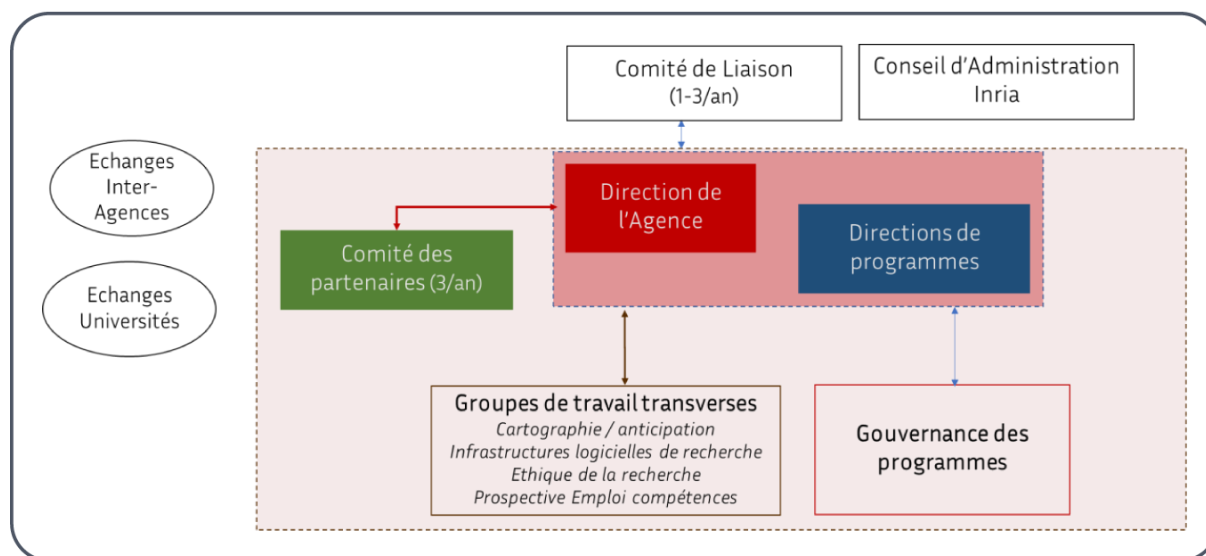 Comité de Liaison
(1-3/an)
Conseil d'Administration
Inria
Echanges
Inter-
Agences
Direction de
l'Agence
Directions de
programmes
Comité des
partenaires (3/an)
Echanges
Universités
Groupes de travail transverses
Cartographie / anticipation
Infrastructures logicielles de recherche
Ethique de la recherche
Prospective Emploi compétences
Gouvernance des
programmes